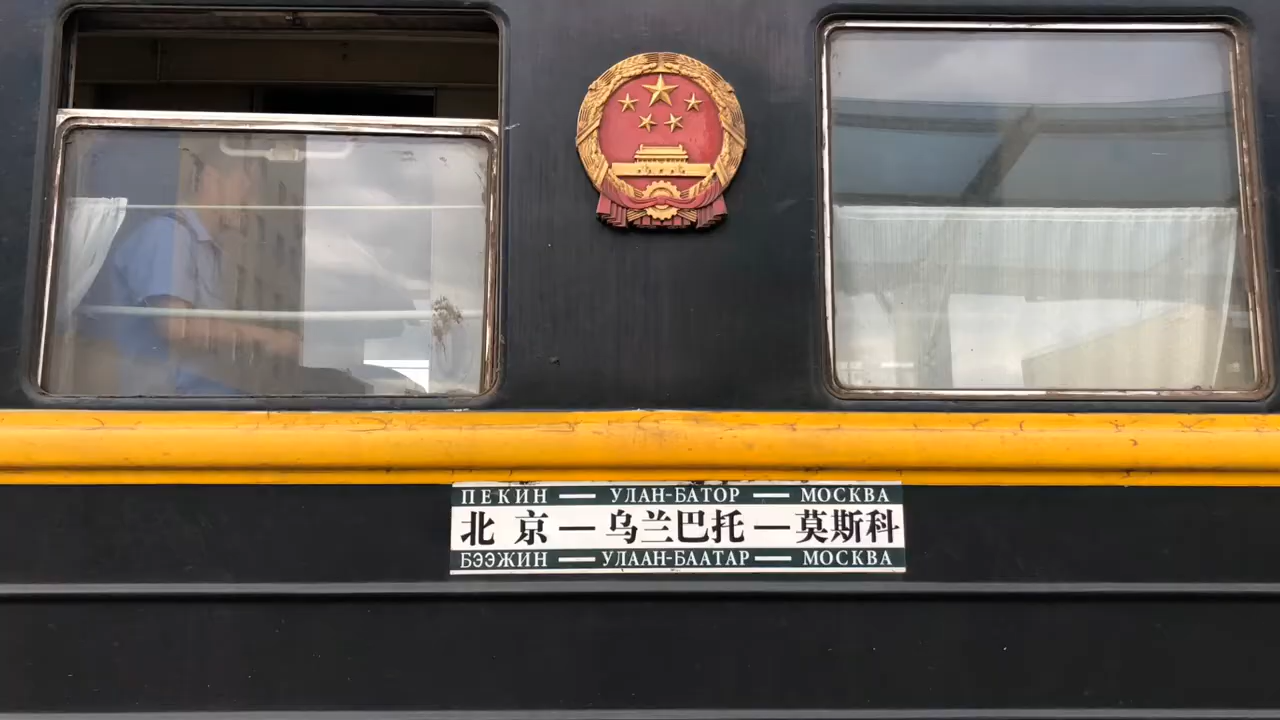 ПЕКИН — УЛАН-БАТОР — МОСКВА
北京 — 乌兰巴托 — 莫斯科
БЭЭЖИН — УЛААН-БААТАР — МОСКВА